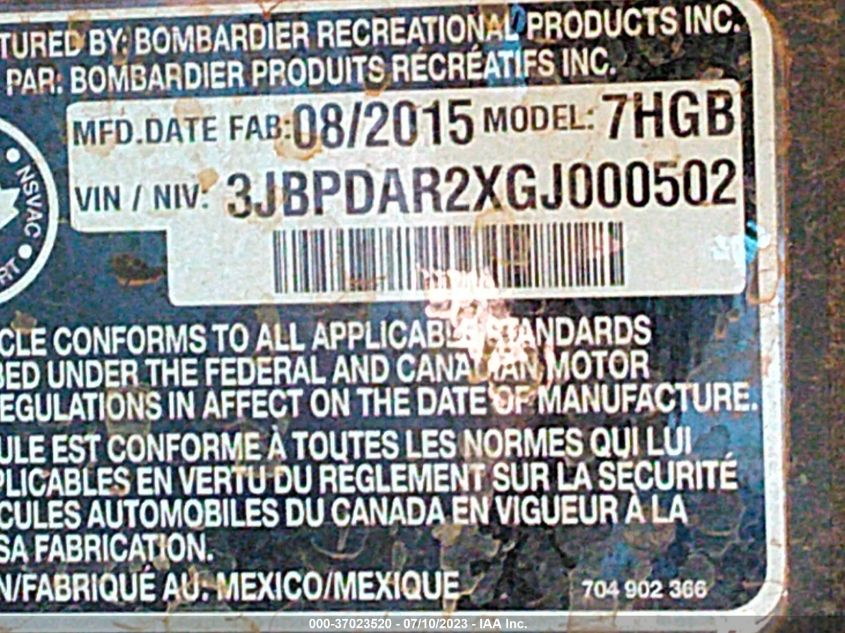 TURED BY: BOMBARDIER RECREATIONAL PRODUCTS INC.
PAR: BOMBARDIER PRODUITS RÉCRÉATIFS INC.
MFD.DATE FAB:08/2015 MODEL: 7HGB
VIN / NIV: 3JBPDAR2XGJ000502
NSVAC
RT
CLE CONFORMS TO ALL APPLICABLE STANDARDS
BED UNDER THE FEDERAL AND CANADIAN MOTOR
EGULATIONS IN AFFECT ON THE DATE OF MANUFACTURE.
ULE EST CONFORME À TOUTES LES NORMES QUI LUI
PLICABLES EN VERTU DU RÈGLEMENT SUR LA SÉCURITÉ
CULES AUTOMOBILES DU CANADA EN VIGUEUR À LA
SA FABRICATION.
N/FABRIQUÉ AU: MEXICO/MEXIQUE
704 902 366
000-37023520 - 07/10/2023 - IAA Inc.